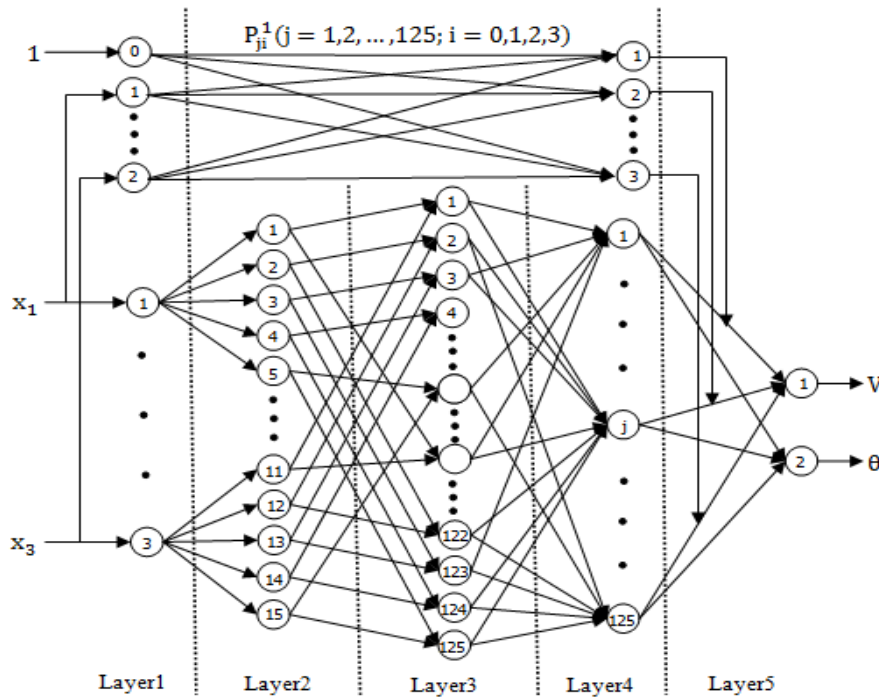 P_ji^1(j = 1,2, ... ,125; i = 0,1,2,3)
1
0
1
2
1
2
3
x₁
1
x₃
3
1
2
3
4
5
11
12
13
14
15
1
2
3
4
122
123
124
125
1
j
125
1
V
2
θ
Layer1
Layer2
Layer3
Layer4
Layer5